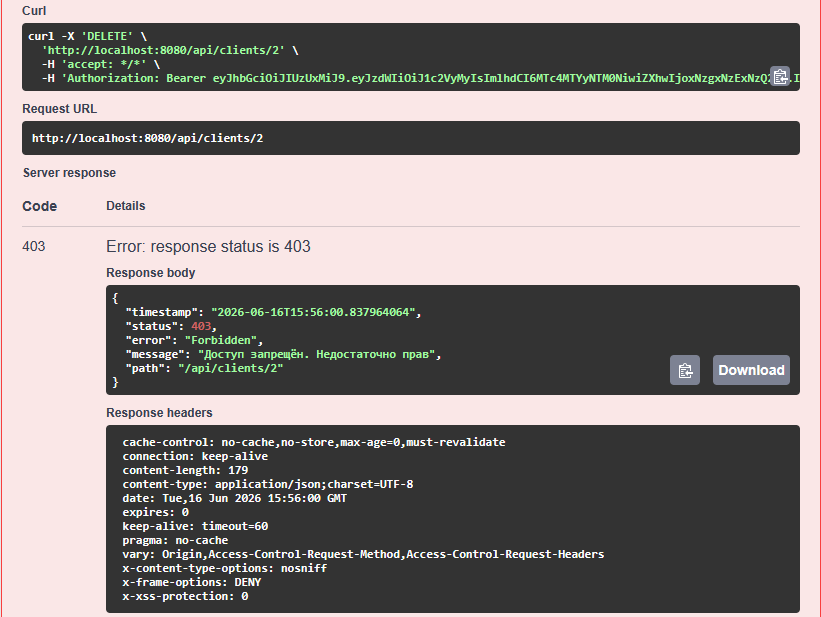 Curl
curl -X 'DELETE' \
'http://localhost:8080/api/clients/2' \
-H 'accept: */*' \
-H 'Authorization: Bearer
Request URL
http://localhost:8080/api/clients/2
Server response
Code Details
403 Error: response status is 403
Response body
{
"timestamp": "2026-06-16T15:56:00.837964064",
"status": 403,
"error": "Forbidden",
"message": "Доступ запрещён. Недостаточно прав",
"path": "/api/clients/2"
}
Download
Response headers
cache-control: no-cache,no-store,max-age=0,must-revalidate
connection: keep-alive
content-length: 179
content-type: application/json;charset=UTF-8
date: Tue,16 Jun 2026 15:56:00 GMT
expires: 0
keep-alive: timeout=60
pragma: no-cache
vary: Origin,Access-Control-Request-Method,Access-Control-Request-Headers
x-content-type-options: nosniff
x-frame-options: DENY
x-xss-protection: 0